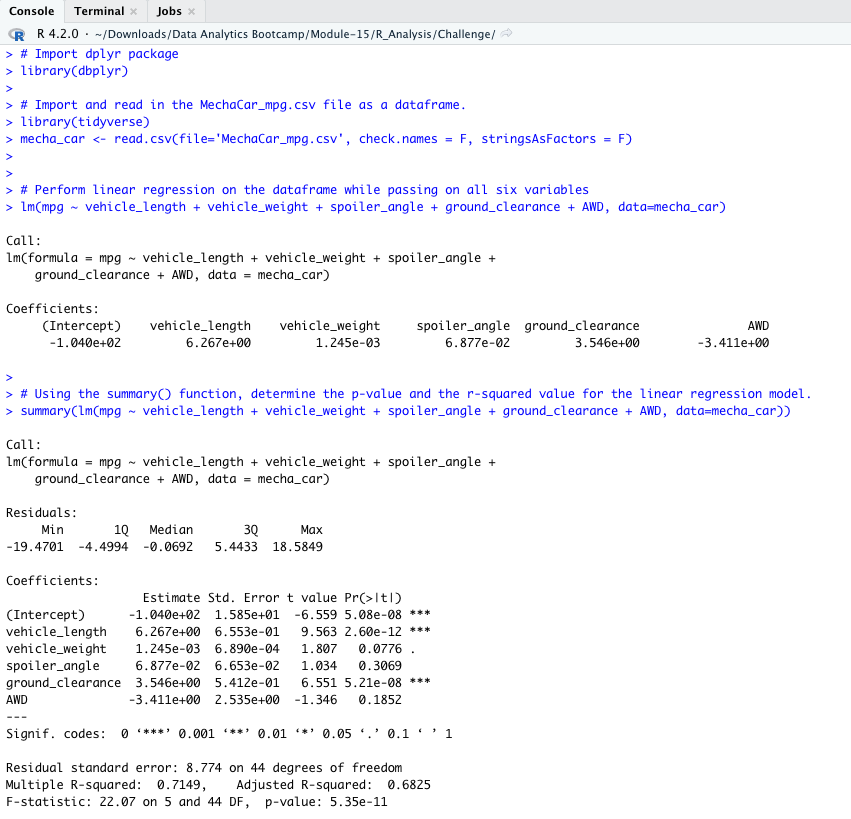 Console Terminal × Jobs ×
R 4.2.0 · ~/Downloads/Data Analytics Bootcamp/Module-15/R_Analysis/Challenge/
> # Import dplyr package
> library(dbplyr)
>
> # Import and read in the MechaCar_mpg.csv file as a dataframe.
> library(tidyverse)
> mecha_car <- read.csv(file='MechaCar_mpg.csv', check.names = F, stringsAsFactors = F)
>
>
> # Perform linear regression on the dataframe while passing on all six variables
> lm(mpg ~ vehicle_length + vehicle_weight + spoiler_angle + ground_clearance + AWD, data=mecha_car)
Call:
lm(formula = mpg ~ vehicle_length + vehicle_weight + spoiler_angle +
    ground_clearance + AWD, data = mecha_car)
Coefficients:
     (Intercept)    vehicle_length    vehicle_weight     spoiler_angle  ground_clearance               AWD
      -1.040e+02         6.267e+00         1.245e-03         6.877e-02         3.546e+00        -3.411e+00
>
> # Using the summary() function, determine the p-value and the r-squared value for the linear regression model.
> summary(lm(mpg ~ vehicle_length + vehicle_weight + spoiler_angle + ground_clearance + AWD, data=mecha_car))
Call:
lm(formula = mpg ~ vehicle_length + vehicle_weight + spoiler_angle +
    ground_clearance + AWD, data = mecha_car)
Residuals:
     Min       1Q   Median       3Q      Max
-19.4701  -4.4994  -0.0692   5.4433  18.5849
Coefficients:
                   Estimate Std. Error t value Pr(>|t|)
(Intercept)      -1.040e+02  1.585e+01  -6.559 5.08e-08 ***
vehicle_length    6.267e+00  6.553e-01   9.563 2.60e-12 ***
vehicle_weight    1.245e-03  6.890e-04   1.807   0.0776 .
spoiler_angle     6.877e-02  6.653e-02   1.034   0.3069
ground_clearance  3.546e+00  5.412e-01   6.551 5.21e-08 ***
AWD              -3.411e+00  2.535e+00  -1.346   0.1852
---
Signif. codes:  0 ‘***’ 0.001 ‘**’ 0.01 ‘*’ 0.05 ‘.’ 0.1 ‘ ’ 1
Residual standard error: 8.774 on 44 degrees of freedom
Multiple R-squared:  0.7149,    Adjusted R-squared:  0.6825
F-statistic: 22.07 on 5 and 44 DF,  p-value: 5.35e-11